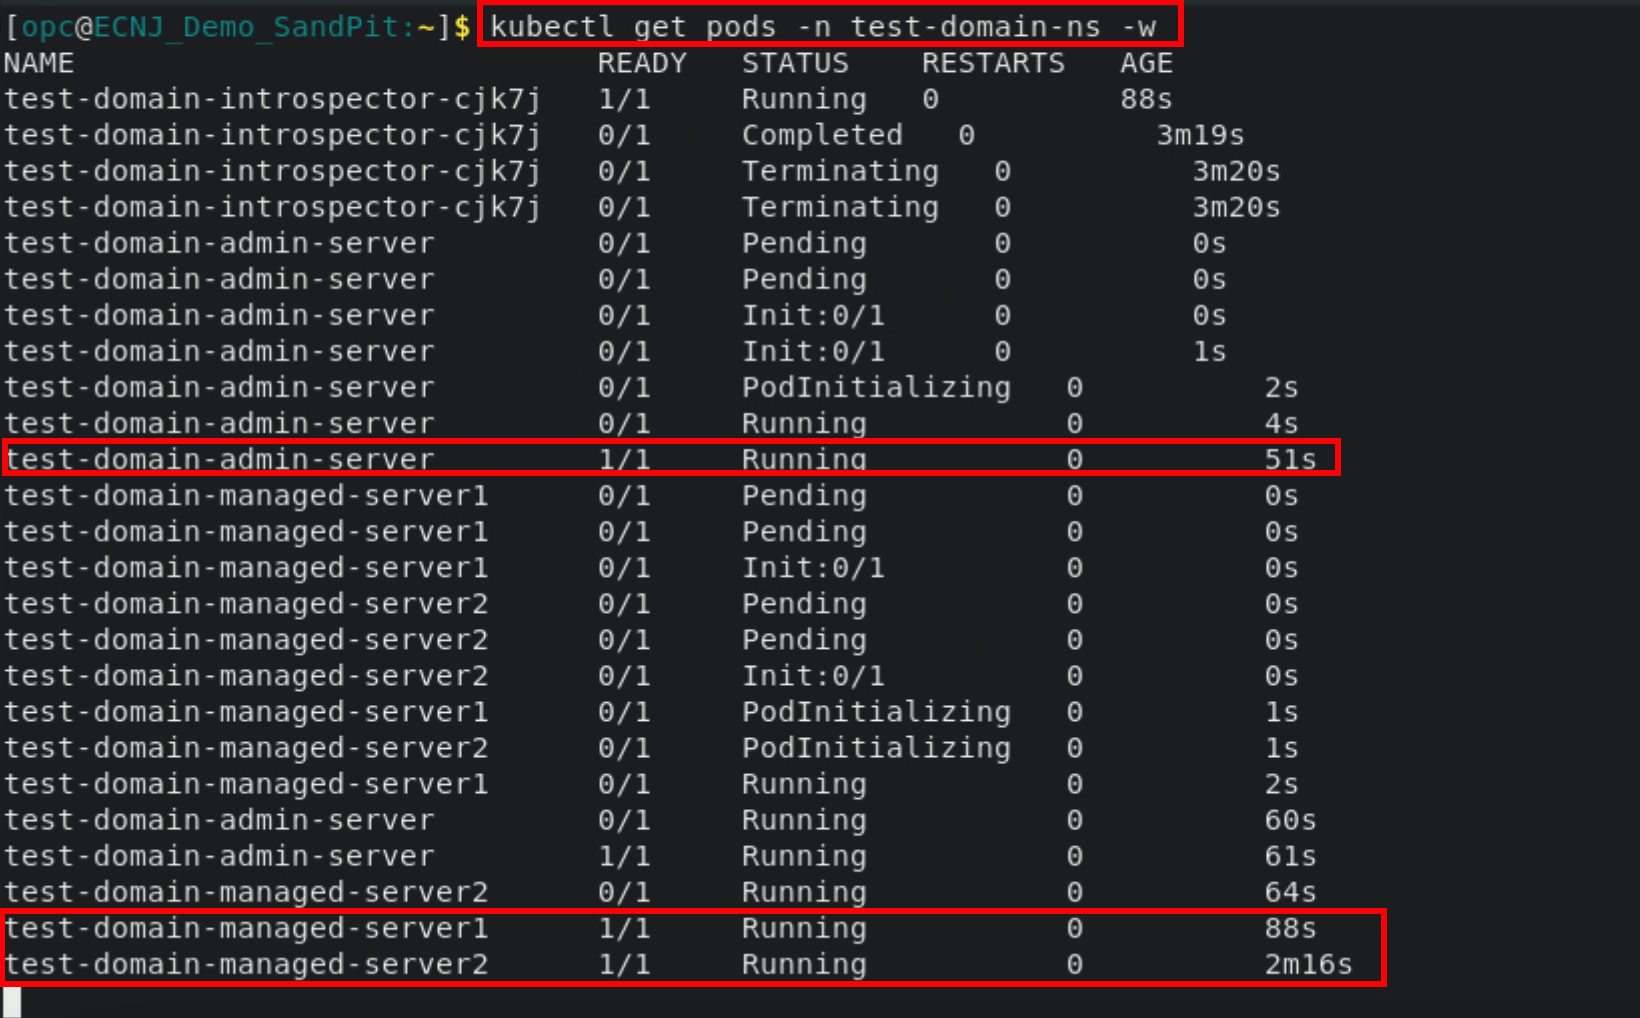 [opc@ECNJ_Demo_SandPit:~]$ kubectl get pods -n test-domain-ns -w
NAME READY STATUS RESTARTS AGE
test-domain-introspector-cjk7j 1/1 Running 0 88s
test-domain-introspector-cjk7j 0/1 Completed 0 3m19s
test-domain-introspector-cjk7j 0/1 Terminating 0 3m20s
test-domain-introspector-cjk7j 0/1 Terminating 0 3m20s
test-domain-admin-server 0/1 Pending 0 0s
test-domain-admin-server 0/1 Pending 0 0s
test-domain-admin-server 0/1 Init:0/1 0 0s
test-domain-admin-server 0/1 Init:0/1 0 1s
test-domain-admin-server 0/1 PodInitializing 0 2s
test-domain-admin-server 0/1 Running 0 4s
test-domain-admin-server 1/1 Running 0 51s
test-domain-managed-server1 0/1 Pending 0 0s
test-domain-managed-server1 0/1 Pending 0 0s
test-domain-managed-server1 0/1 Init:0/1 0 0s
test-domain-managed-server2 0/1 Pending 0 0s
test-domain-managed-server2 0/1 Pending 0 0s
test-domain-managed-server2 0/1 Init:0/1 0 0s
test-domain-managed-server1 0/1 PodInitializing 0 1s
test-domain-managed-server2 0/1 PodInitializing 0 1s
test-domain-managed-server1 0/1 Running 0 2s
test-domain-admin-server 0/1 Running 0 60s
test-domain-admin-server 1/1 Running 0 61s
test-domain-managed-server2 0/1 Running 0 64s
test-domain-managed-server1 1/1 Running 0 88s
test-domain-managed-server2 1/1 Running 0 2m16s